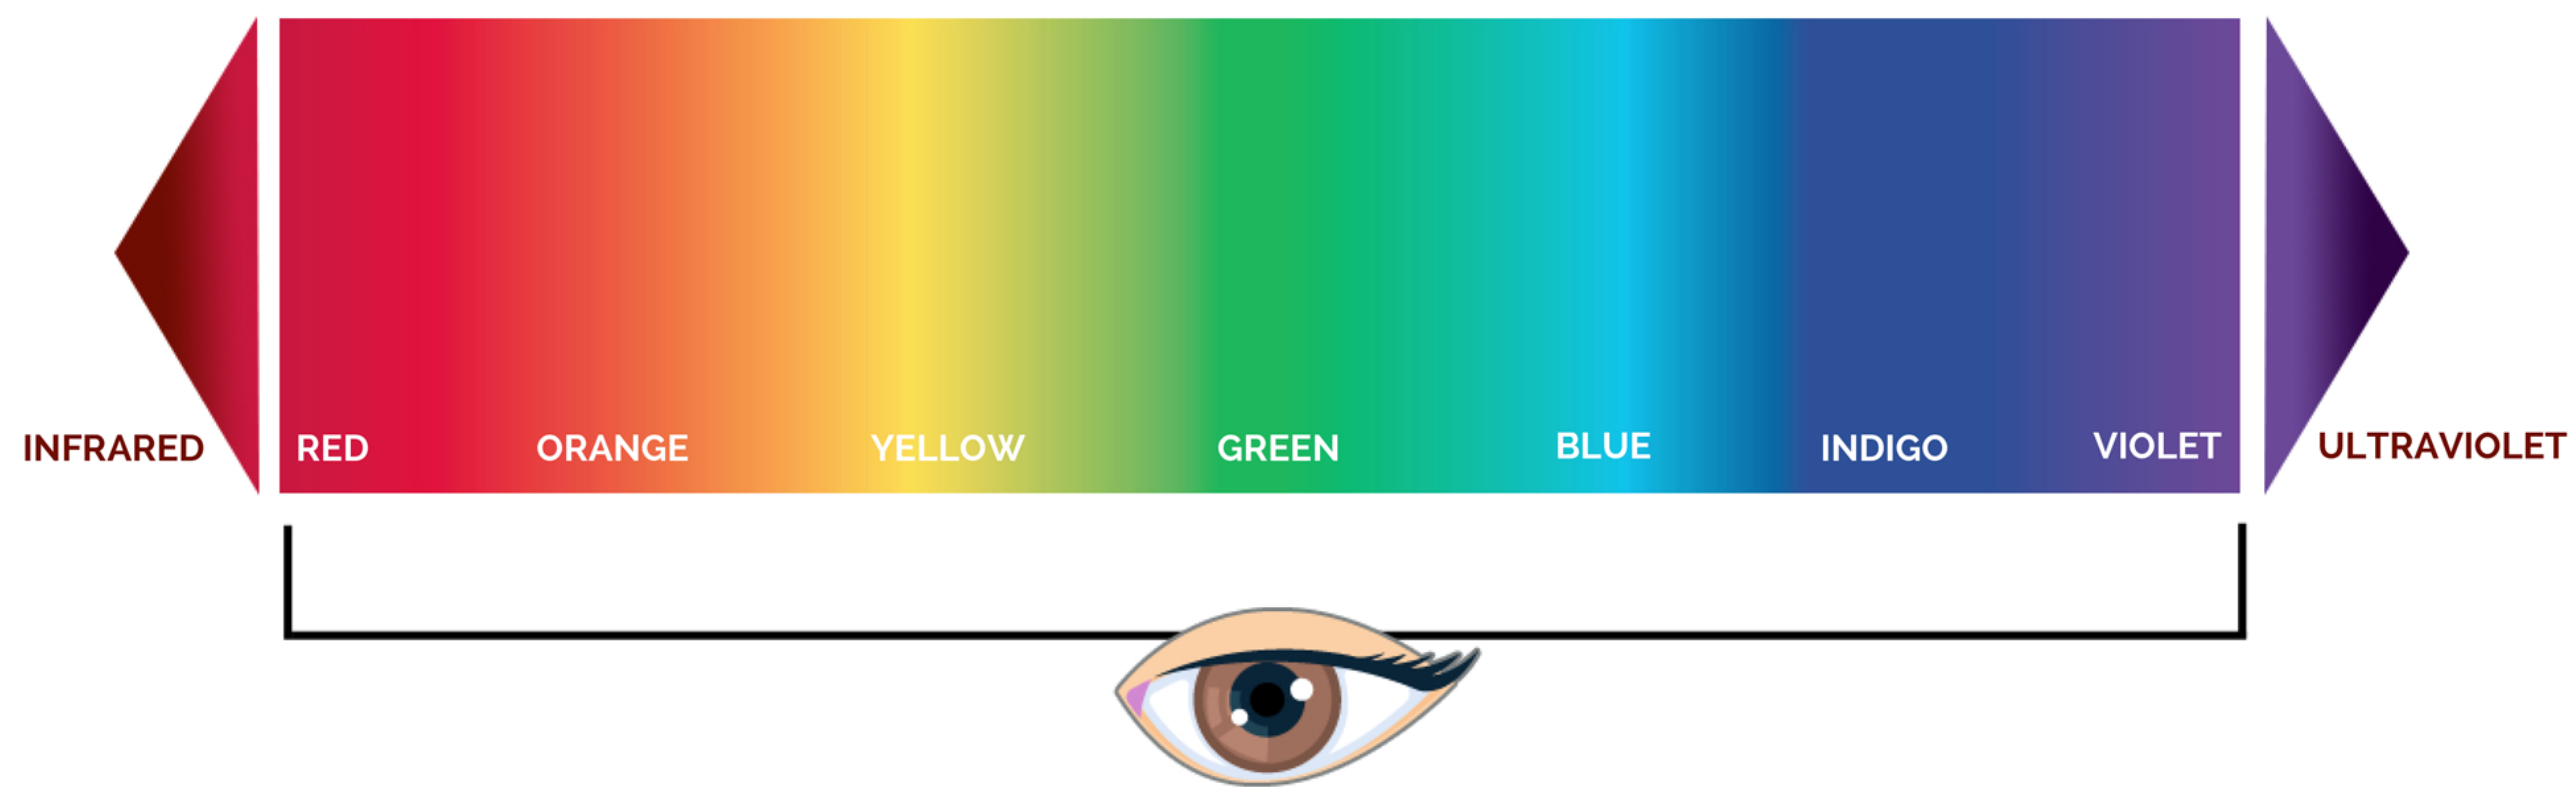 INFRARED
RED
ORANGE
YELLOW
GREEN
BLUE
INDIGO
VIOLET
ULTRAVIOLET